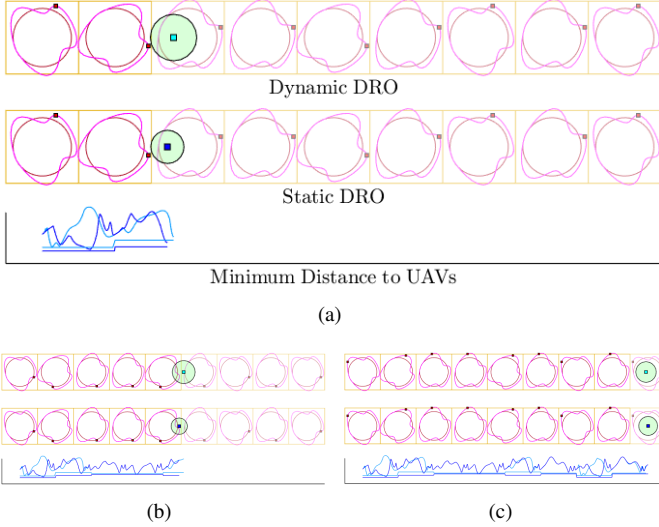 Dynamic DRO
Static DRO
Minimum Distance to UAVs
(a)
(b)
(c)